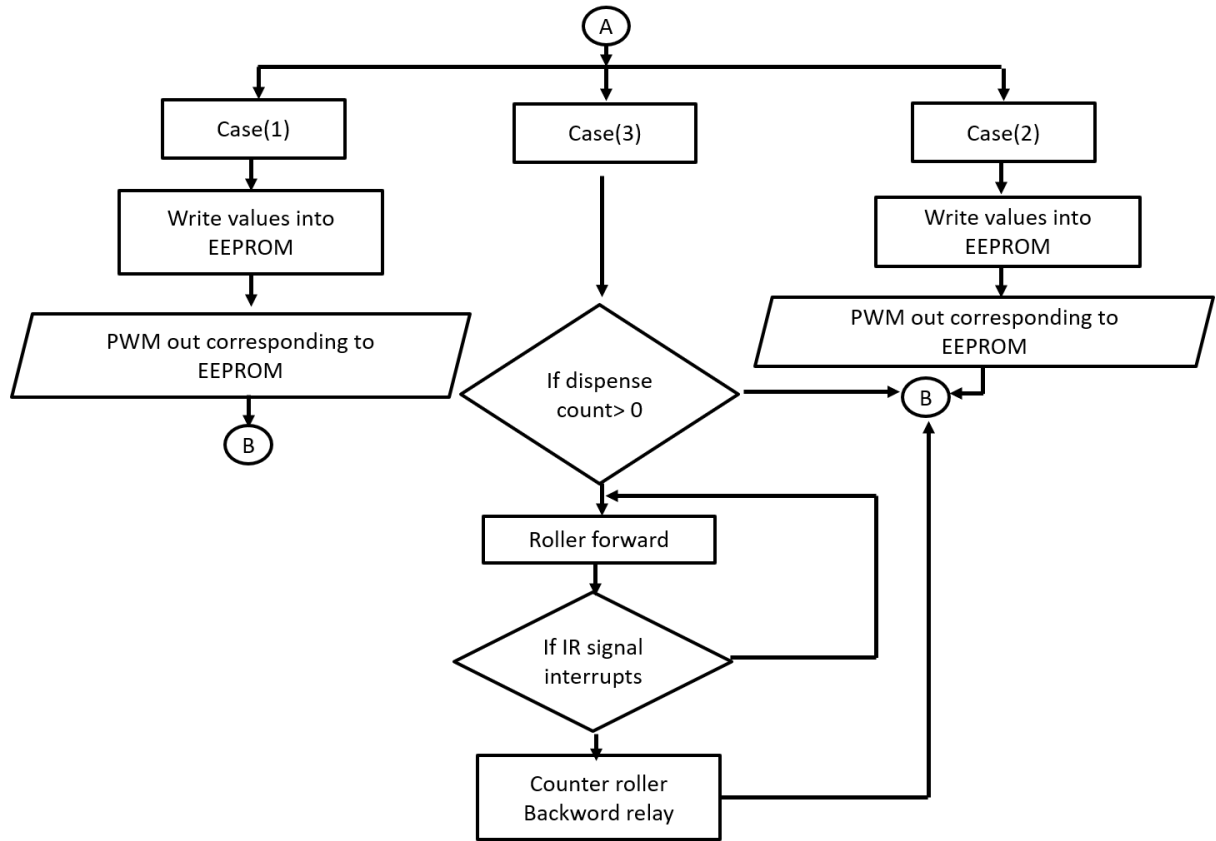 A
Case(1)
Case(3)
Case(2)
Write values into
EEPROM
Write values into
EEPROM
PWM out corresponding to
EEPROM
PWM out corresponding to
EEPROM
If dispense
count> 0
B
B
Roller forward
If IR signal
interrupts
Counter roller
Backword relay